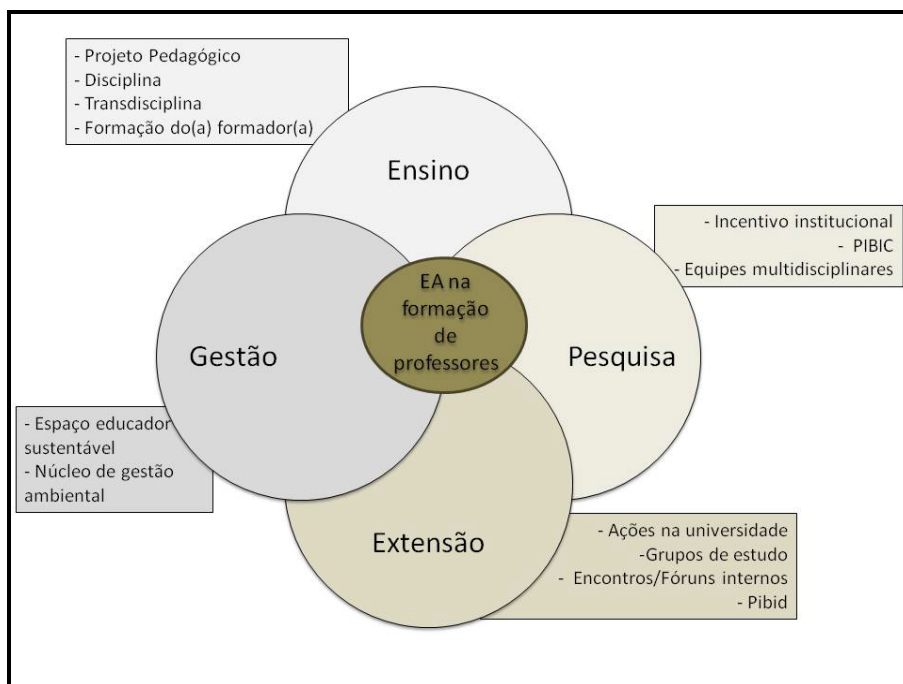 - Projeto Pedagógico
- Disciplina
- Transdisciplina
- Formação do(a) formador(a)
Ensino
- Incentivo institucional
- PIBIC
- Equipes multidisciplinares
EA na
formação
de
professores
Gestão
Pesquisa
- Espaço educador
sustentável
- Núcleo de gestão
ambiental
Extensão
- Ações na universidade
-Grupos de estudo
- Encontros/Fóruns internos
- Pibid